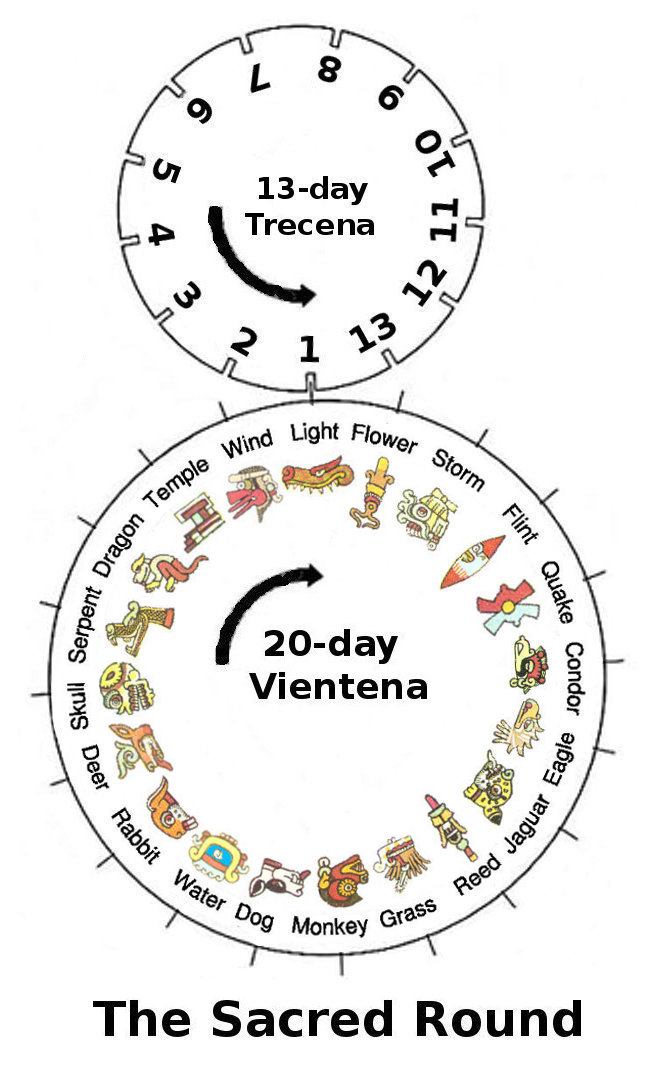 7
8
6
9
5
10
13-day
Trecena
4
11
3
12
2
1
13
Wind
Light
Flower
Temple
Storm
Dragon
Flint
Serpent
Quake
20-day
Vientena
Skull
Condor
Deer
Eagle
Rabbit
Jaguar
Water
Reed
Dog
Monkey
Grass
The Sacred Round